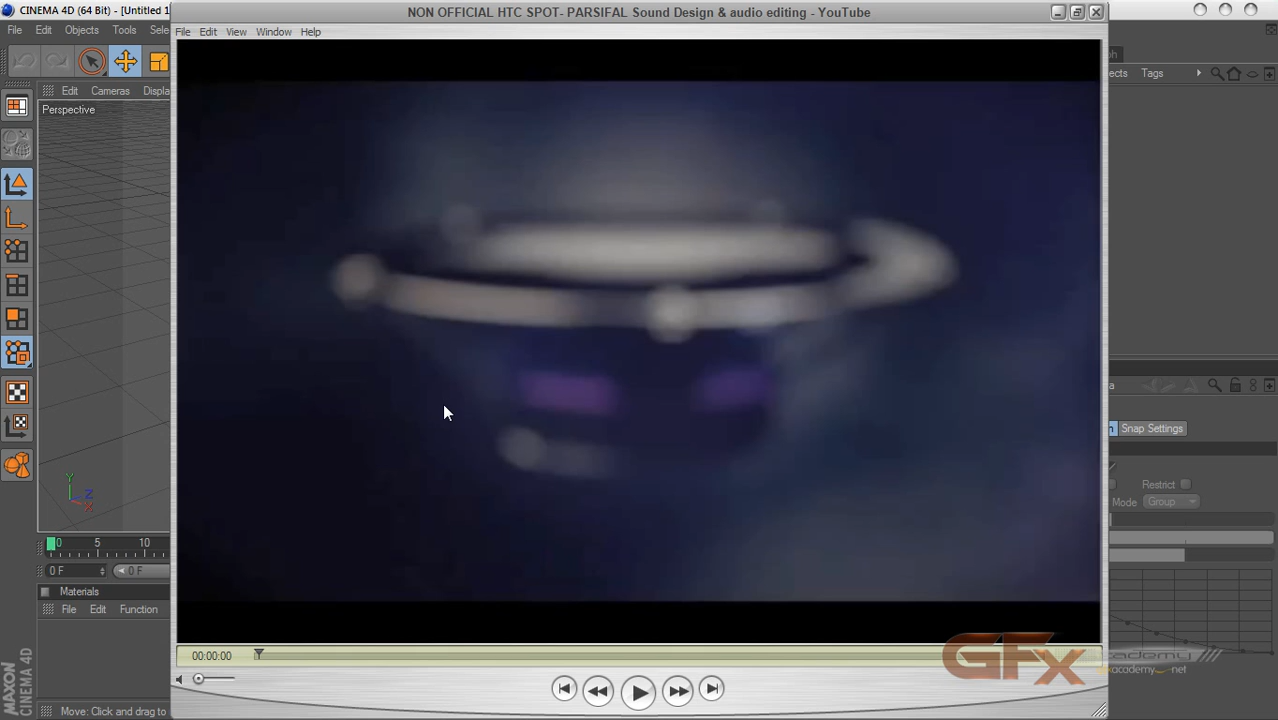 CINEMA 4D (64 Bit) - [Untitled 1
NON OFFICIAL HTC SPOT- PARSIFAL Sound Design & audio editing - YouTube
File Edit Objects Tools
File Edit View Window Help
Edit Cameras
Perspective
Tags
Snap Settings
Restrict
Mode Group
0 5 10
0 F 0 F
Materials
File Edit Function
00:00:00
GFx academy
.net
MAXON
CINEMA 4D
Move: Click and drag to